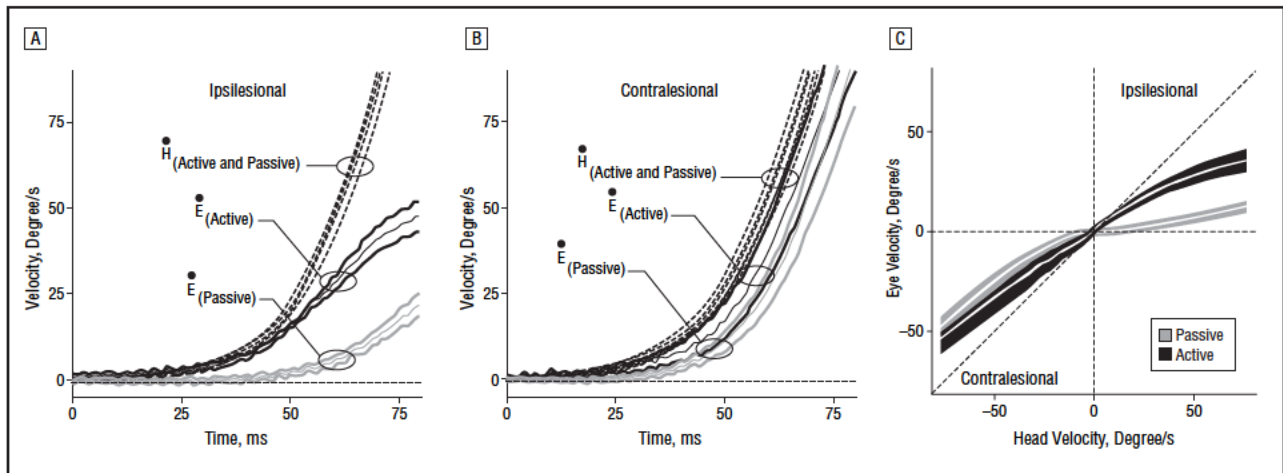 A
Ipsilesional
75
50
25
0
H (Active and Passive)
E (Active)
E (Passive)
Velocity, Degree/s
0 25 50 75
Time, ms
B
Contralesional
75
50
25
0
H (Active and Passive)
E (Active)
E (Passive)
Velocity, Degree/s
0 25 50 75
Time, ms
C
Ipsilesional
50
0
−50
Eye Velocity, Degree/s
Passive
Active
Contralesional
−50 0 50
Head Velocity, Degree/s